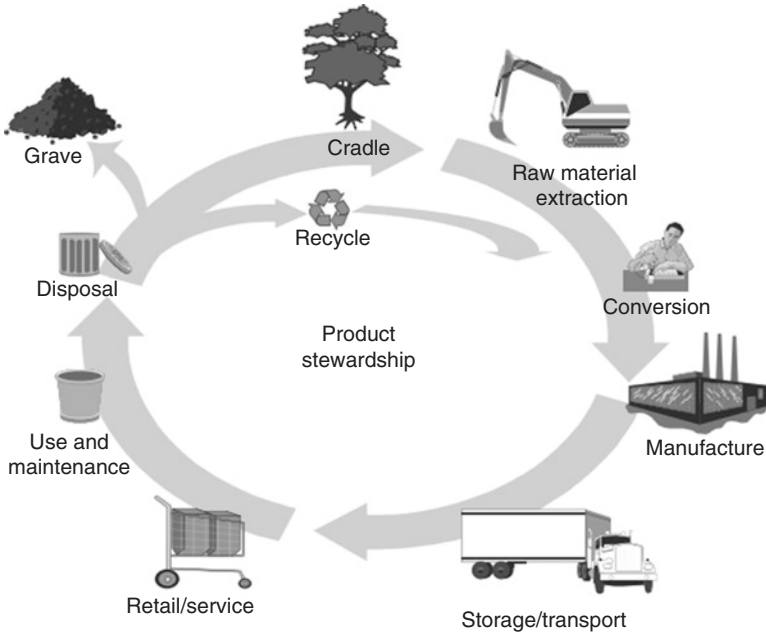 Grave
Cradle
Raw material
extraction
Recycle
Disposal
Conversion
Product
stewardship
Manufacture
Use and
maintenance
Retail/service
Storage/transport